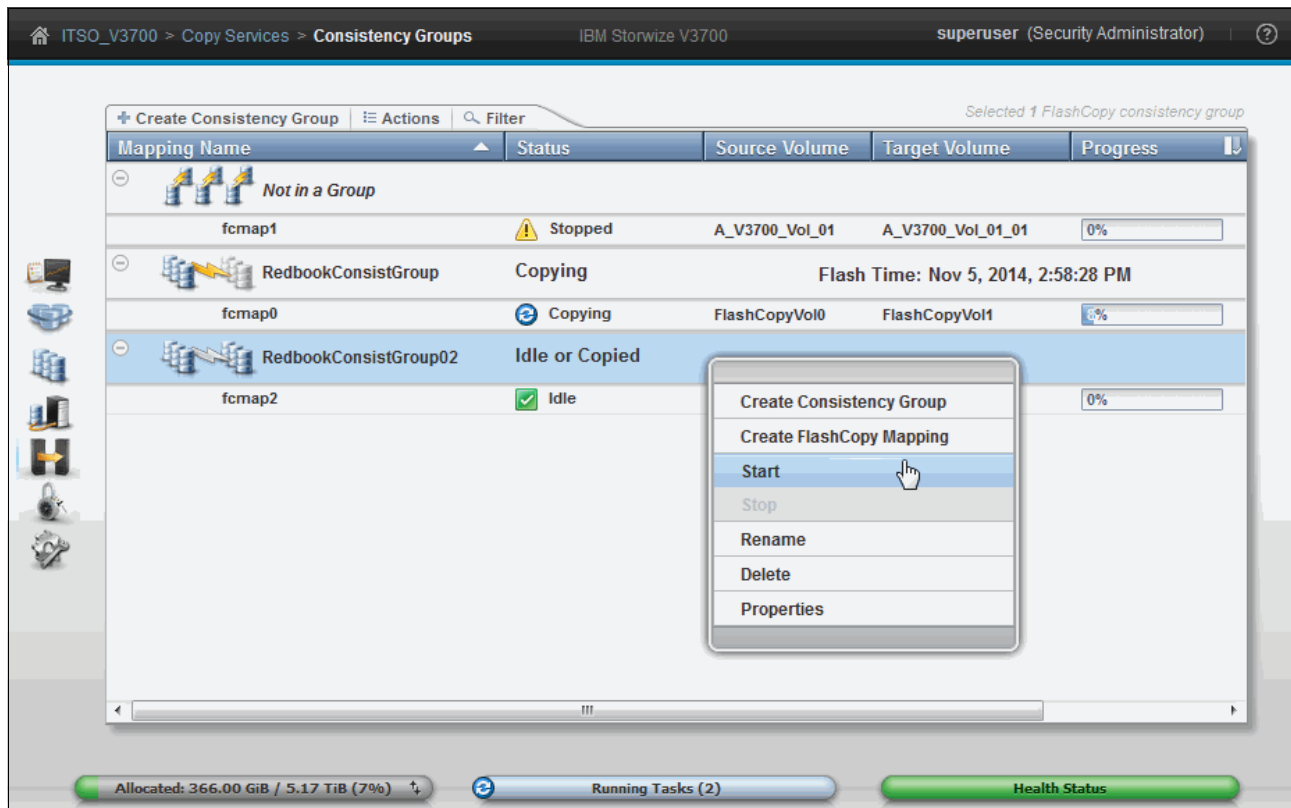 ITSO_V3700 > Copy Services > Consistency Groups IBM Storwize V3700 superuser (Security Administrator) ?
Selected 1 FlashCopy consistency group
Create Consistency Group Actions Filter
Mapping Name Status Source Volume Target Volume Progress
Not in a Group
fcmap1 Stopped A_V3700_Vol_01 A_V3700_Vol_01_01 0%
RedbookConsistGroup Copying Flash Time: Nov 5, 2014, 2:58:28 PM
fcmap0 Copying FlashCopyVol0 FlashCopyVol1 %
RedbookConsistGroup02 Idle or Copied
fcmap2 Idle 0%
Create Consistency Group
Create FlashCopy Mapping
Start
Stop
Rename
Delete
Properties
Allocated: 366.00 GiB / 5.17 TiB (7%) Running Tasks (2) Health Status